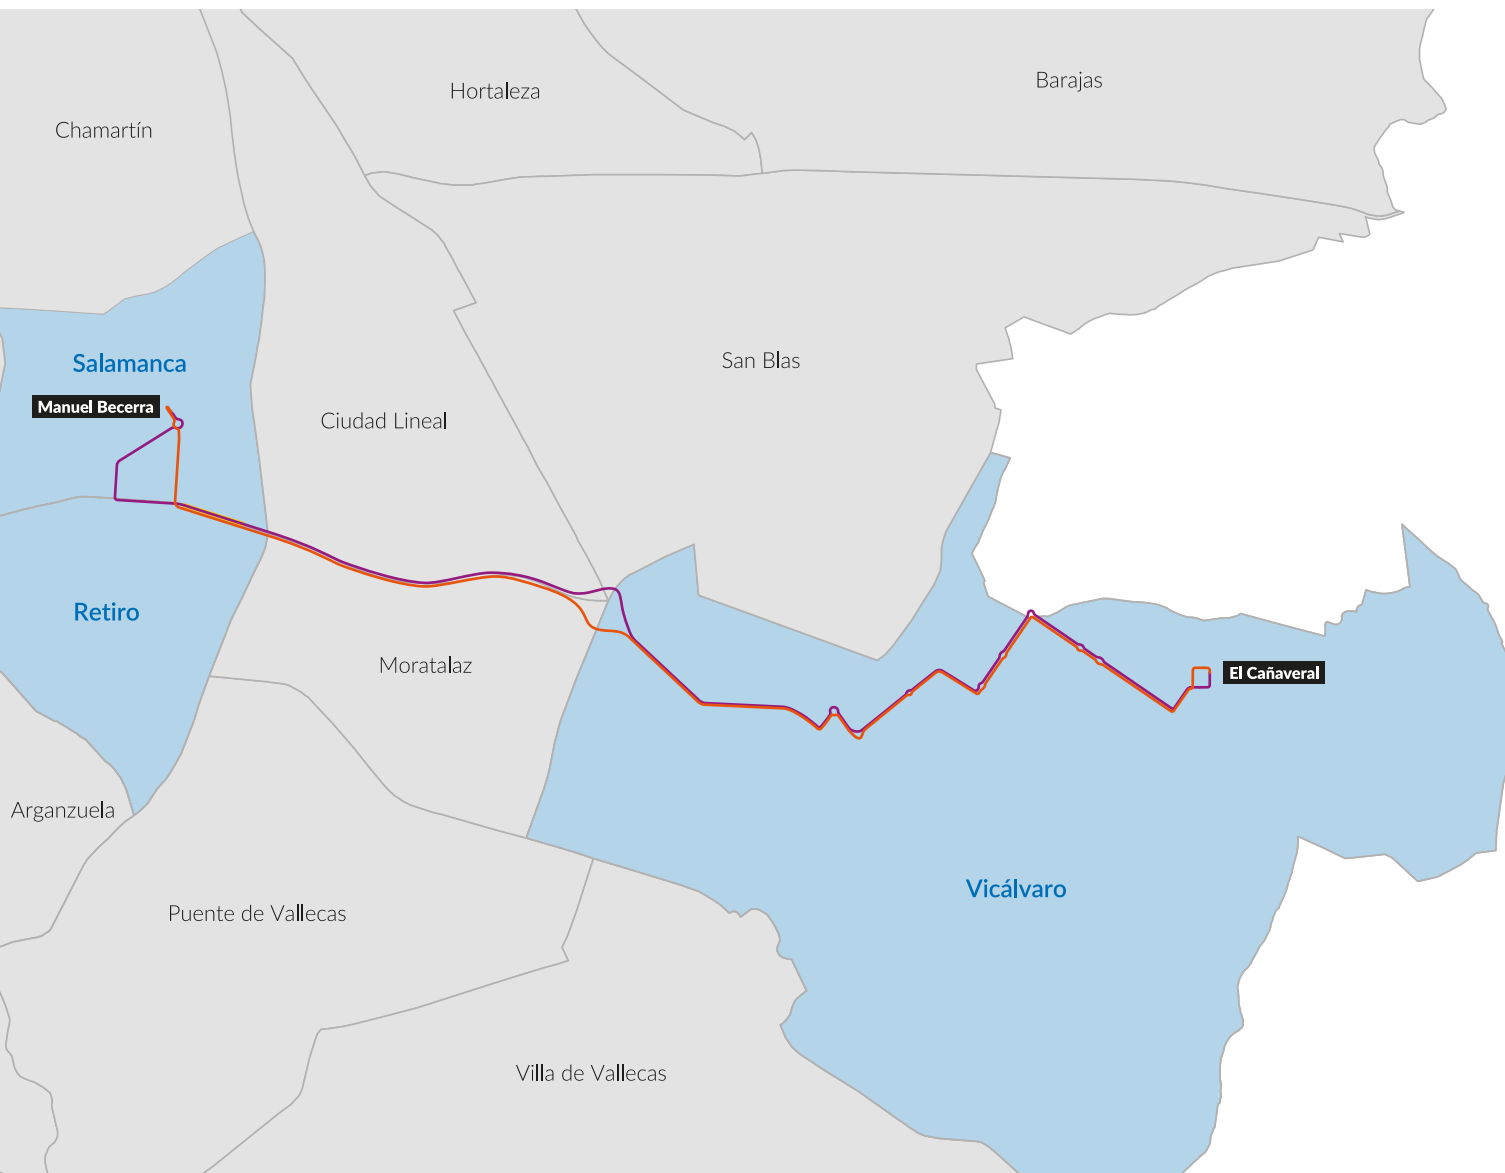 Barajas
Hortaleza
Chamartín
San Blas
Salamanca
Manuel Becerra
Ciudad Lineal
Retiro
Moratalaz
El Cañaveral
Arganzuela
Vicálvaro
Puente de Vallecas
Villa de Vallecas